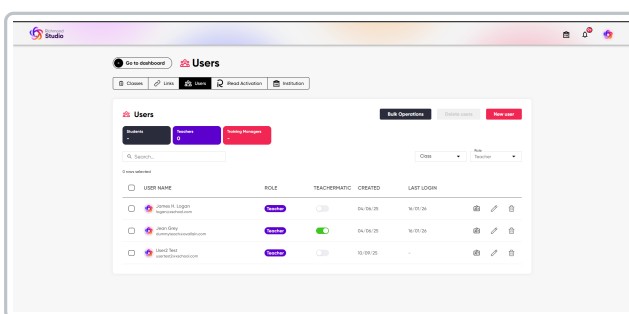 Richmond
Studio
Go to dashboard
Users
Classes
Links
Users
iRead Activation
Institution
Users
Bulk Operations
Delete users
New user
Students
-
Teachers
0
Training Managers
-
Search...
Class
Role
Teacher
0 rows selected
USER NAME ROLE TEACHERMATIC CREATED LAST LOGIN
James H. Logan Teacher 04/06/25 16/01/26
Jean Grey Teacher 04/06/25 16/01/26
User3 Test Teacher 10/09/25 -